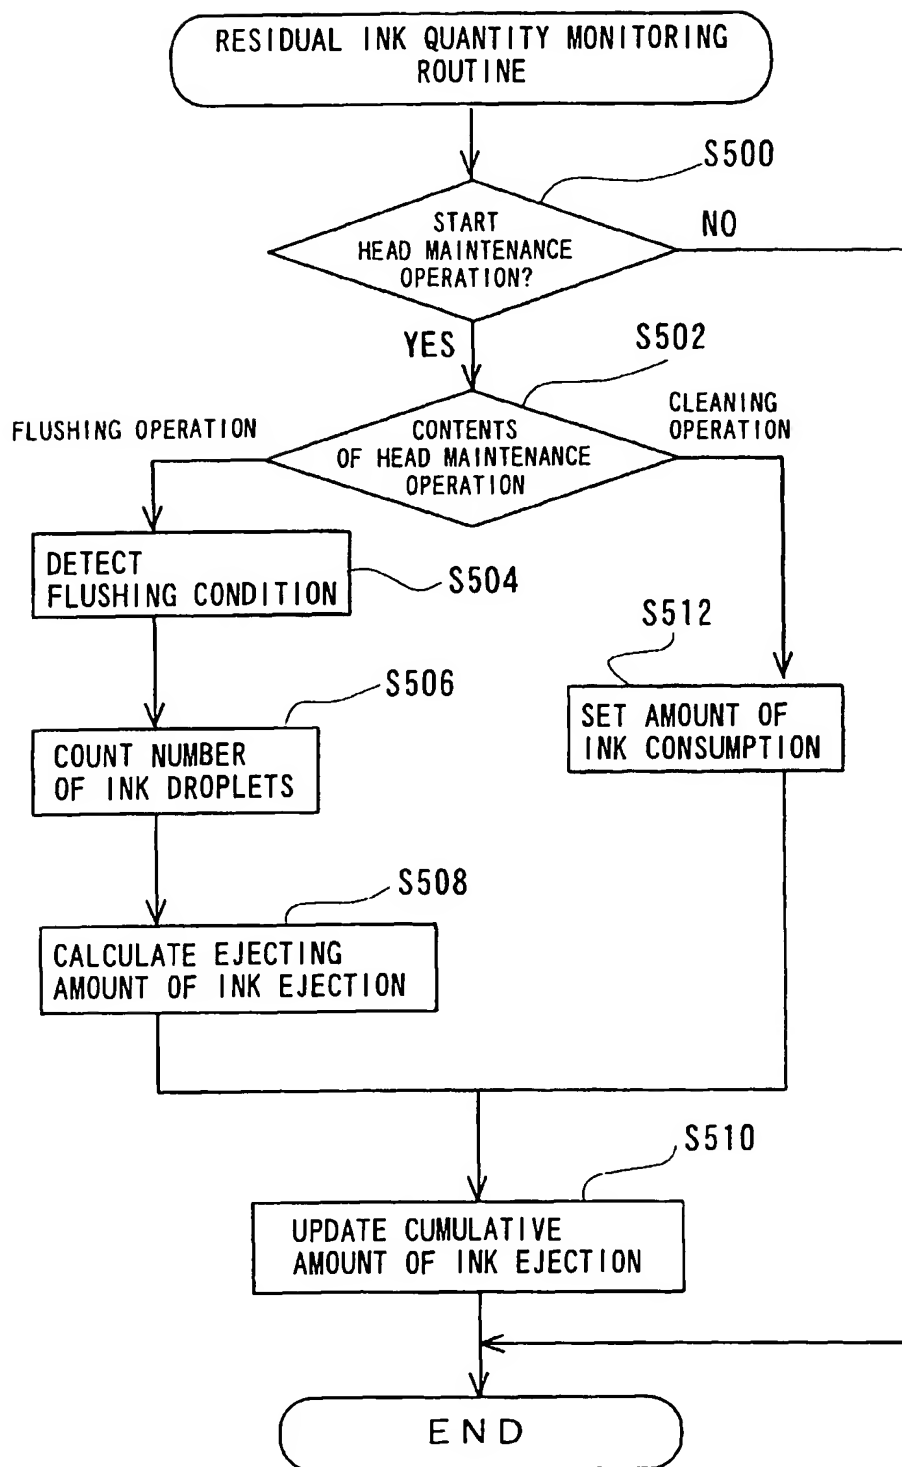 RESIDUAL INK QUANTITY MONITORING
ROUTINE
S500
START
HEAD MAINTENANCE
OPERATION?
NO
YES
S502
FLUSHING OPERATION
CONTENTS
OF HEAD MAINTENANCE
OPERATION
CLEANING
OPERATION
DETECT
FLUSHING CONDITION
S504
S512
S506
SET AMOUNT OF
INK CONSUMPTION
COUNT NUMBER
OF INK DROPLETS
S508
CALCULATE EJECTING
AMOUNT OF INK EJECTION
S510
UPDATE CUMULATIVE
AMOUNT OF INK EJECTION
END